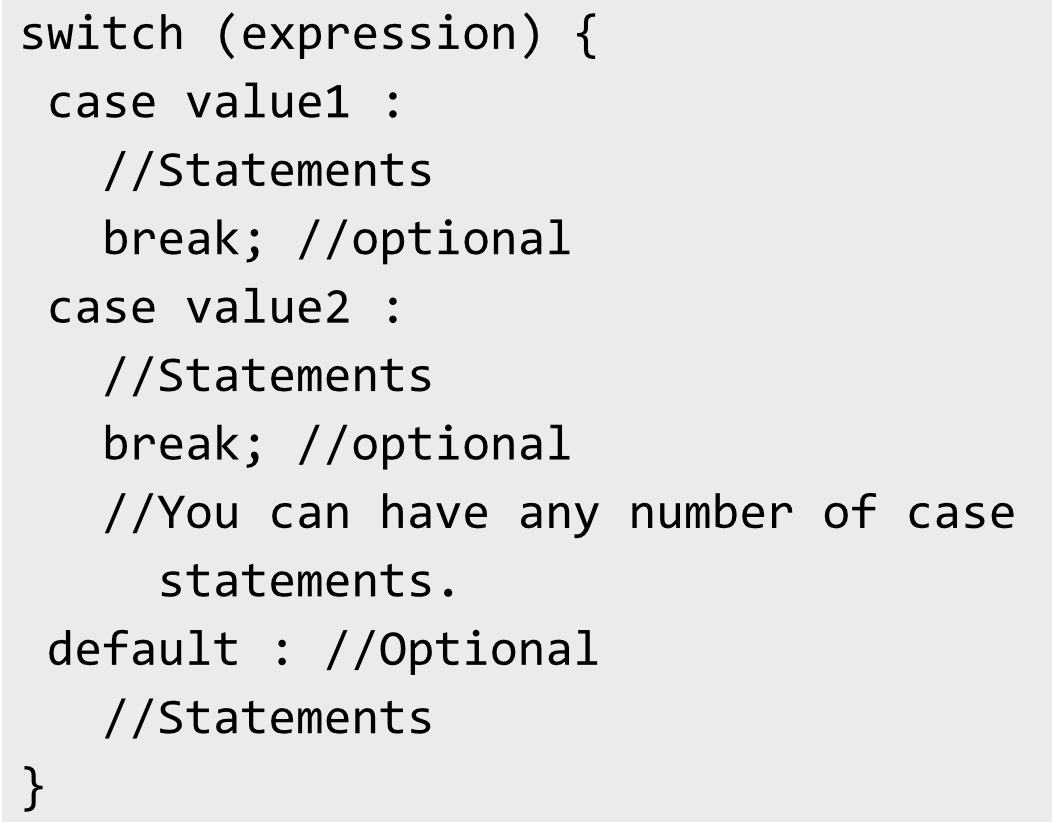 switch (expression) {
case value1 :
//Statements
break; //optional
case value2 :
//Statements
break; //optional
//You can have any number of case
statements.
default : //Optional
//Statements
}